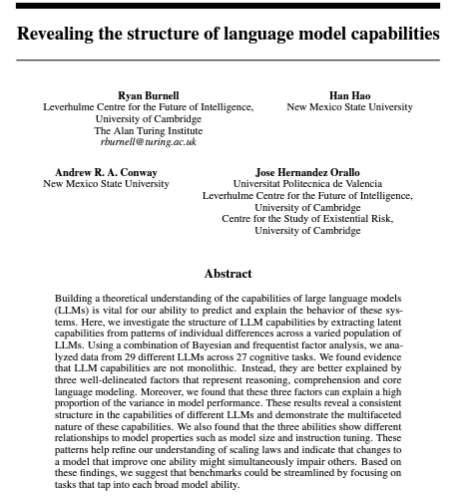 Revealing the structure of language model capabilities
Ryan Burnell
Leverhulme Centre for the Future of Intelligence,
University of Cambridge
The Alan Turing Institute
rburnell@turing.ac.uk
Han Hao
New Mexico State University
Andrew R. A. Conway
New Mexico State University
Jose Hernandez Orallo
Universitat Politecnica de Valencia
Leverhulme Centre for the Future of Intelligence,
University of Cambridge
Centre for the Study of Existential Risk,
University of Cambridge
Abstract
Building a theoretical understanding of the capabilities of large language models
(LLMs) is vital for our ability to predict and explain the behavior of these sys-
tems. Here, we investigate the structure of LLM capabilities by extracting latent
capabilities from patterns of individual differences across a varied population of
LLMs. Using a combination of Bayesian and frequentist factor analysis, we ana-
lyzed data from 29 different LLMs across 27 cognitive tasks. We found evidence
that LLM capabilities are not monolithic. Instead, they are better explained by
three well-delineated factors that represent reasoning, comprehension and core
language modeling. Moreover, we found that these three factors can explain a high
proportion of the variance in model performance. These results reveal a consistent
structure in the capabilities of different LLMs and demonstrate the multifaceted
nature of these capabilities. We also found that the three abilities show different
relationships to model properties such as model size and instruction tuning. These
patterns help refine our understanding of scaling laws and indicate that changes to
a model that improve one ability might simultaneously impair others. Based on
these findings, we suggest that benchmarks could be streamlined by focusing on
tasks that tap into each broad model ability.